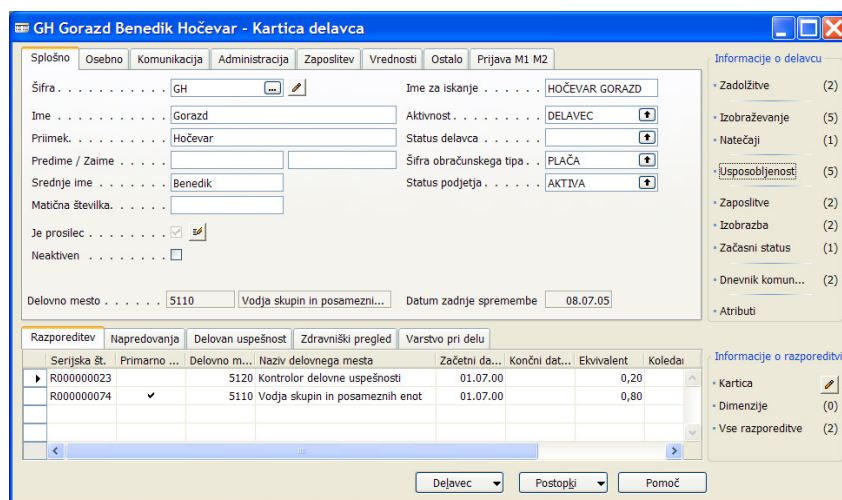 GH Gorazd Benedik Hočevar - Kartica delavca
Splošno Osebno Komunikacija Administracija Zaposlitev Vrednosti Ostalo Prijava M1 M2
Šifra . . . . . . . . . . . GH ...
Ime za iskanje . . . . . . HOČEVAR GORAZD
Ime . . . . . . . . . . . . Gorazd
Aktivnost . . . . . . . . . DELAVEC
Priimek. . . . . . . . . . . Hočevar
Status delavca . . . . . .
Predime / Zaime . . . . .
Šifra obračunskega tipa . . PLAČA
Srednje ime . . . . . . . Benedik
Status podjetja . . . . . . AKTIVA
Matična številka. . . . . .
Je prosilec . . . . . . . .
Neaktiven . . . . . . . .
Delovno mesto . . . . . . 5110 Vodja skupin in posamezni...
Datum zadnje spremembe 08.07.05
Razporeditev Napredovanja Delovan uspešnost Zdravniški pregled Varstvo pri delu
Serijska št. Primarno ... Delovno m... Naziv delovnega mesta Začetni da... Končni dat... Ekvivalent Koledar
R000000023 5120 Kontrolor delovne uspešnosti 01.07.00 0,20
R000000074 5110 Vodja skupin in posameznih enot 01.07.00 0,80
Informacije o delavcu
Zadolžitve (2)
Izobraževanje (5)
Natečaji (1)
Usposobljenost (5)
Zaposlitve (2)
Izobrazba (2)
Začasni status (1)
Dnevnik komun... (2)
Atributi
Informacije o razporeditvi
Kartica
Dimenzije (0)
Vse razporeditve (2)
Delavec Postopki Pomoč